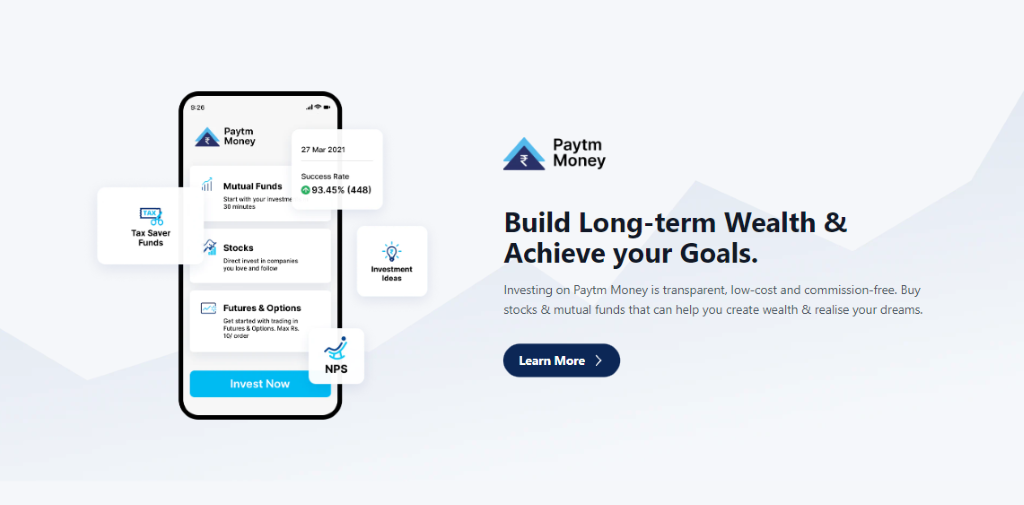 9:26
Paytm
Money
27 Mar 2021
Success Rate
93.45% (448)
Mutual Funds
Start with your investme
30 minutes
TAX
Tax Saver
Funds
Stocks
Direct invest in companies
you love and follow
Investment
Ideas
Futures & Options
Get started with trading in
Futures & Options, Max Rs.
10/ order
NPS
Invest Now
Paytm
Money
Build Long-term Wealth &
Achieve your Goals.
Investing on Paytm Money is transparent, low-cost and commission-free. Buy
stocks & mutual funds that can help you create wealth & realise your dreams.
Learn More